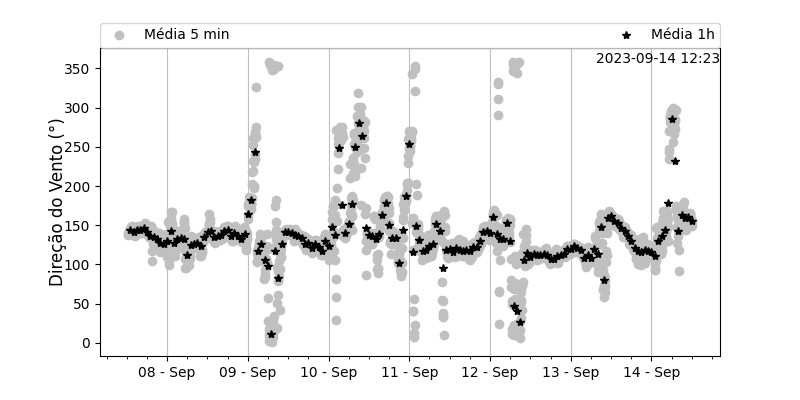 Média 5 min
Média 1h
2023-09-14 12:23
Direção do Vento (°)
350
300
250
200
150
100
50
0
08 - Sep
09 - Sep
10 - Sep
11 - Sep
12 - Sep
13 - Sep
14 - Sep